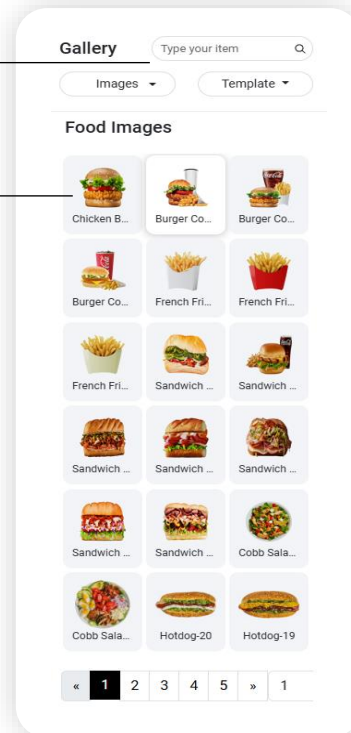 Gallery
Type your item
Images
Template
Food Images
Chicken B...
Burger Co...
Burger Co...
Burger Co...
French Fri...
French Fri...
French Fri...
Sandwich ...
Sandwich ...
Sandwich ...
Sandwich ...
Sandwich ...
Sandwich ...
Sandwich ...
Cobb Sala...
Cobb Sala...
Hotdog-20
Hotdog-19
« 1 2 3 4 5 » 1